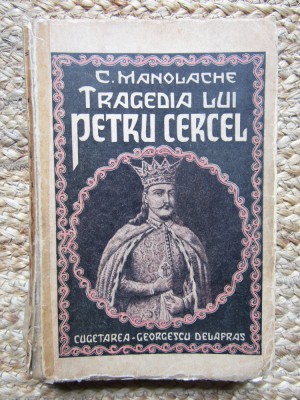 C. MANOLACHE
TRAGEDIA LUI
PETRU CERCEL
CUGETAREA - GEORGESCU DELAFRAS